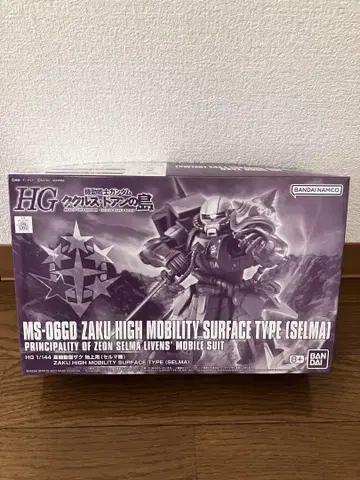 HG
機動戦士ガンダム
ククルス・ドアンの島
BANDAI NAMCO
MS-06GD ZAKU HIGH MOBILITY SURFACE TYPE (SELMA)
PRINCIPALITY OF ZEON SELMA LIVENS' MOBILE SUIT
HG 1/144 高機動型ザク 地上用(セルマ機)
ZAKU HIGH MOBILITY SURFACE TYPE (SELMA)
BAN
DAI